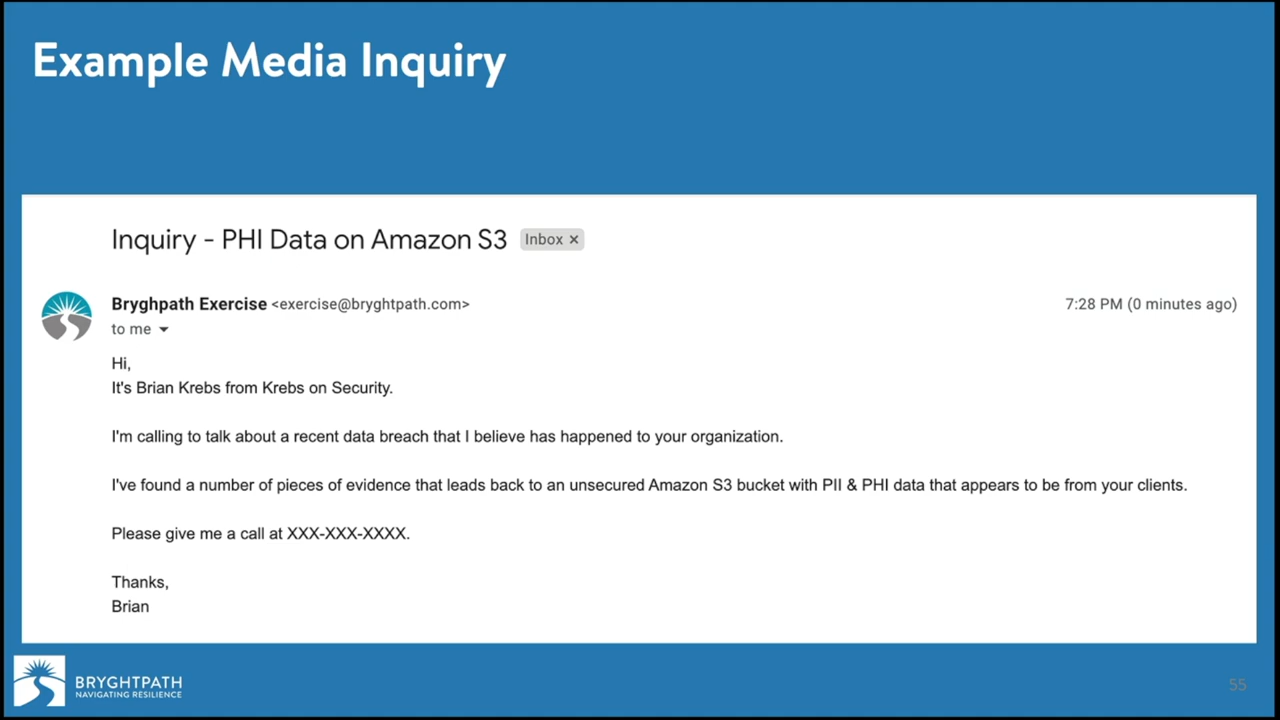 Example Media Inquiry
Inquiry - PHI Data on Amazon S3 Inbox ×
Bryghpath Exercise <exercise@bryghtpath.com> 7:28 PM (0 minutes ago)
to me
Hi,
It's Brian Krebs from Krebs on Security.
I'm calling to talk about a recent data breach that I believe has happened to your organization.
I've found a number of pieces of evidence that leads back to an unsecured Amazon S3 bucket with PII & PHI data that appears to be from your clients.
Please give me a call at XXX-XXX-XXXX.
Thanks,
Brian
BRYGHTPATH
NAVIGATING RESILIENCE
55